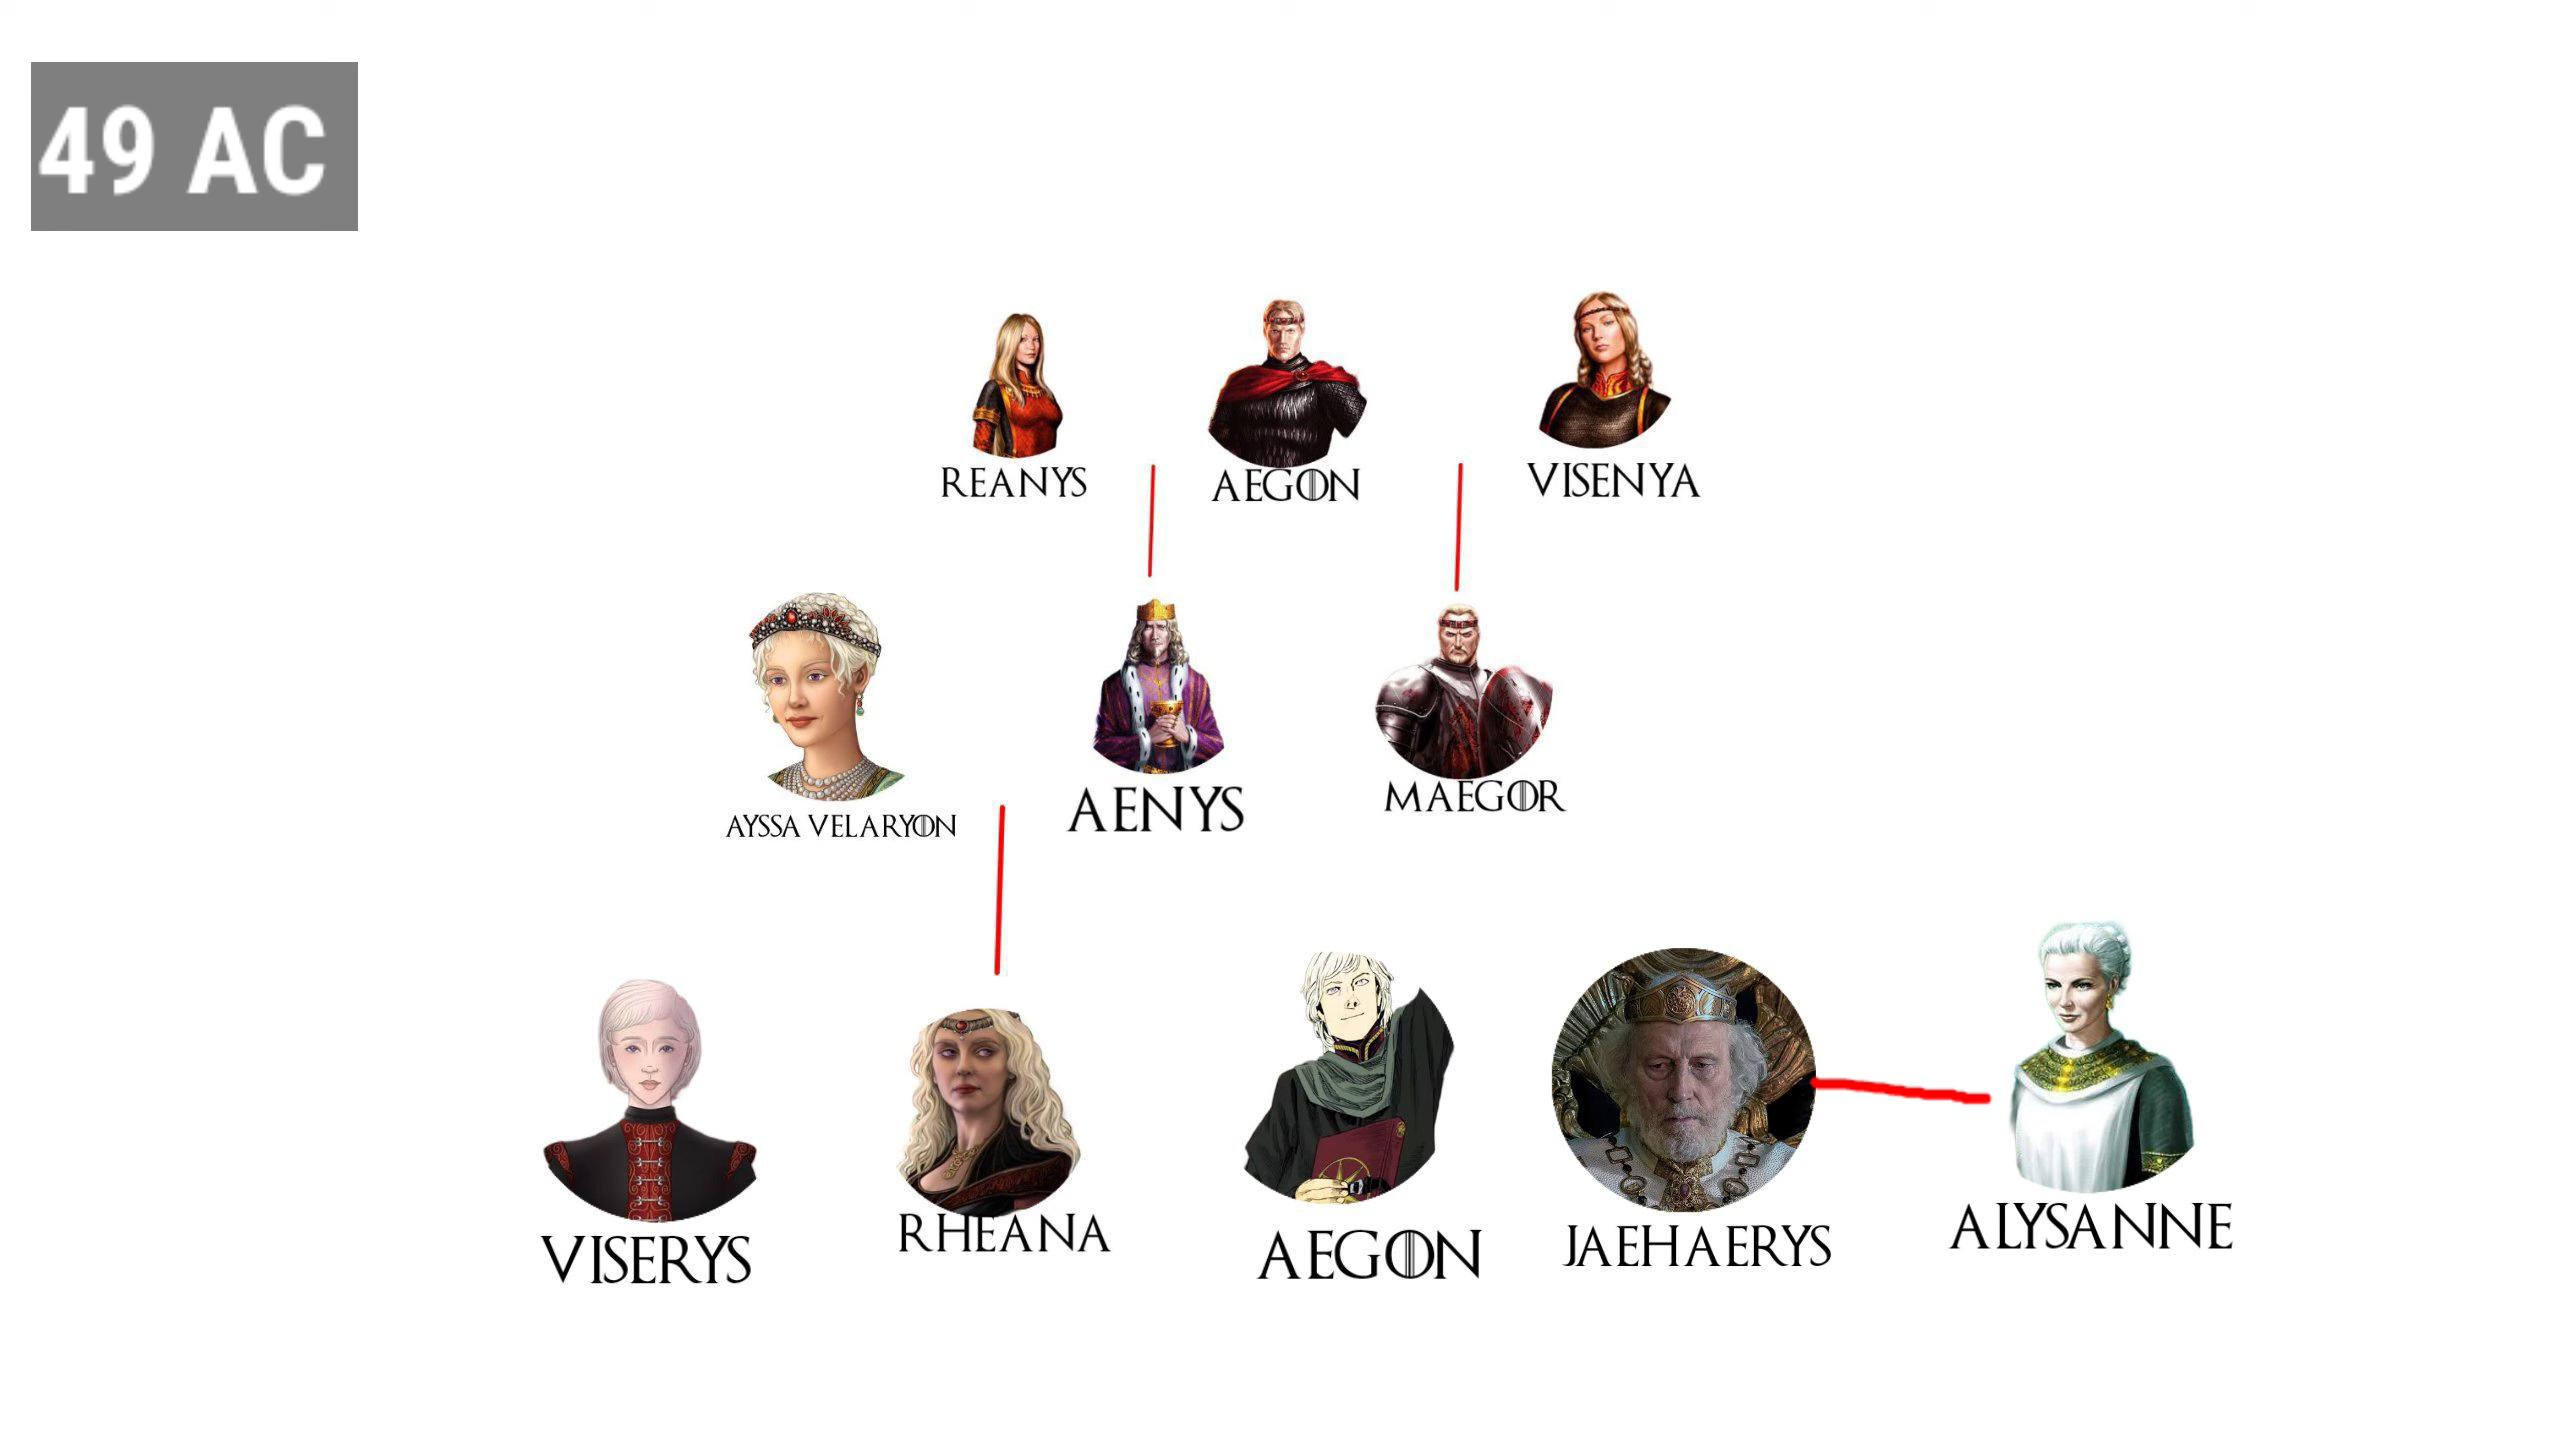 49 AC
REANYS
AEGON
VISENYA
AYSSA VELARYON
AENYS
MAEGOR
VISERYS
RHEANA
AEGON
JAEHAERYS
ALYSANNE